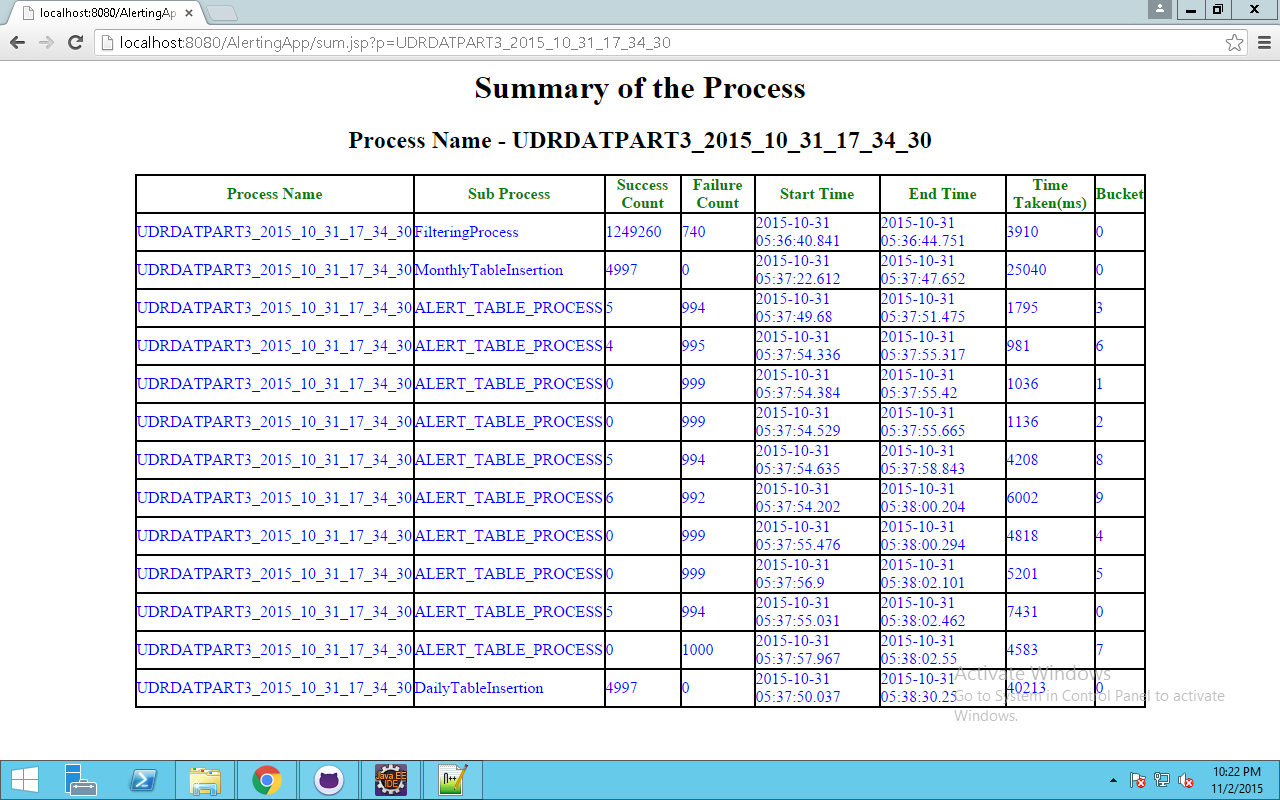 localhost:8080/AlertingAp
localhost:8080/AlertingApp/sum.jsp?p=UDRDATPART3_2015_10_31_17_34_30
Summary of the Process
Process Name - UDRDATPART3_2015_10_31_17_34_30
Process Name Sub Process Success Count Failure Count Start Time End Time Time Taken(ms) Bucket
UDRDATPART3_2015_10_31_17_34_30 FilteringProcess 1249260 740 2015-10-31 05:36:40.841 2015-10-31 05:36:44.751 3910 0
UDRDATPART3_2015_10_31_17_34_30 MonthlyTableInsertion 4997 0 2015-10-31 05:37:22.612 2015-10-31 05:37:47.652 25040 0
UDRDATPART3_2015_10_31_17_34_30 ALERT_TABLE_PROCESS 5 994 2015-10-31 05:37:49.68 2015-10-31 05:37:51.475 1795 3
UDRDATPART3_2015_10_31_17_34_30 ALERT_TABLE_PROCESS 4 995 2015-10-31 05:37:54.336 2015-10-31 05:37:55.317 981 6
UDRDATPART3_2015_10_31_17_34_30 ALERT_TABLE_PROCESS 0 999 2015-10-31 05:37:54.384 2015-10-31 05:37:55.42 1036 1
UDRDATPART3_2015_10_31_17_34_30 ALERT_TABLE_PROCESS 0 999 2015-10-31 05:37:54.529 2015-10-31 05:37:55.665 1136 2
UDRDATPART3_2015_10_31_17_34_30 ALERT_TABLE_PROCESS 5 994 2015-10-31 05:37:54.635 2015-10-31 05:37:58.843 4208 8
UDRDATPART3_2015_10_31_17_34_30 ALERT_TABLE_PROCESS 6 992 2015-10-31 05:37:54.202 2015-10-31 05:38:00.204 6002 9
UDRDATPART3_2015_10_31_17_34_30 ALERT_TABLE_PROCESS 0 999 2015-10-31 05:37:55.476 2015-10-31 05:38:00.294 4818 4
UDRDATPART3_2015_10_31_17_34_30 ALERT_TABLE_PROCESS 0 999 2015-10-31 05:37:56.9 2015-10-31 05:38:02.101 5201 5
UDRDATPART3_2015_10_31_17_34_30 ALERT_TABLE_PROCESS 5 994 2015-10-31 05:37:55.031 2015-10-31 05:38:02.462 7431 0
UDRDATPART3_2015_10_31_17_34_30 ALERT_TABLE_PROCESS 0 1000 2015-10-31 05:37:57.967 2015-10-31 05:38:02.55 4583 7
UDRDATPART3_2015_10_31_17_34_30 DailyTableInsertion 4997 0 2015-10-31 05:37:50.037 2015-10-31 05:38:30.25 40213 0
Activate Windows
Go to System in Control Panel to activate
Windows.
Java EE
IDE
N++
10:22 PM
11/2/2015